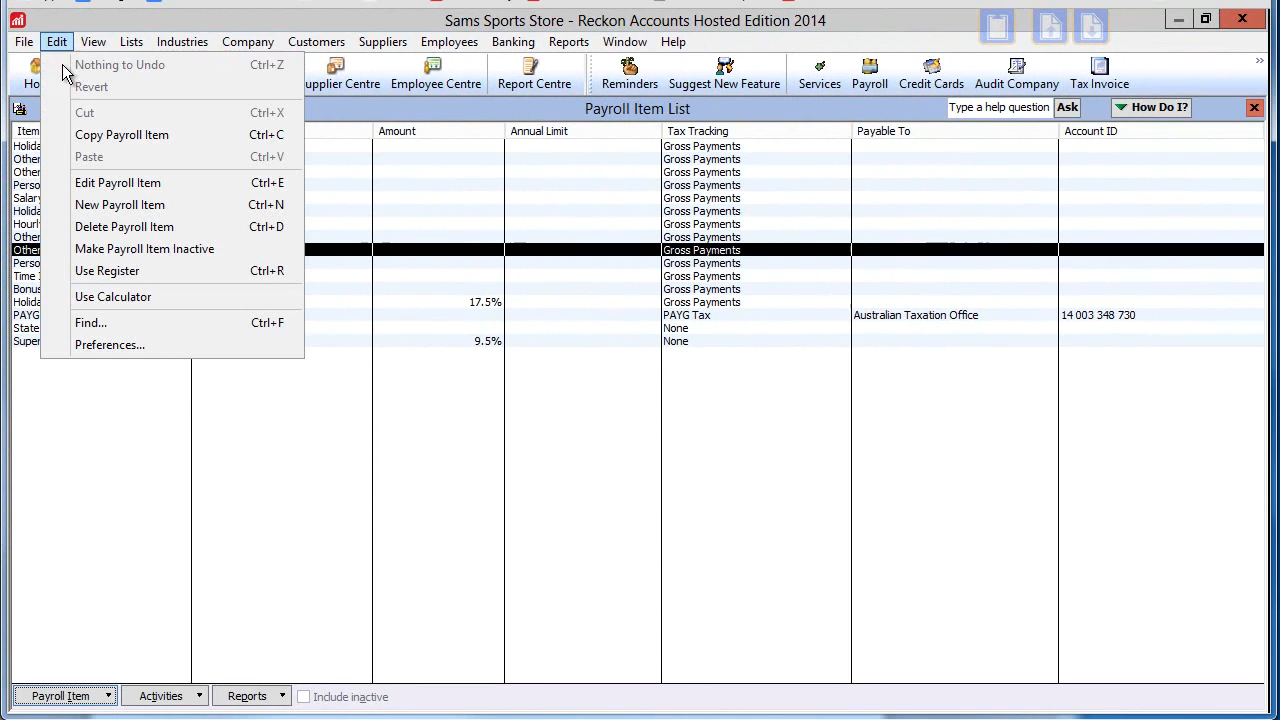 Sams Sports Store - Reckon Accounts Hosted Edition 2014
File Edit View Lists Industries Company Customers Suppliers Employees Banking Reports Window Help
Supplier Centre Employee Centre Report Centre Reminders Suggest New Feature Services Payroll Credit Cards Audit Company Tax Invoice
Payroll Item List Type a help question Ask How Do I?
Nothing to Undo Ctrl+Z
Revert
Cut Ctrl+X
Copy Payroll Item Ctrl+C
Paste Ctrl+V
Edit Payroll Item Ctrl+E
New Payroll Item Ctrl+N
Delete Payroll Item Ctrl+D
Make Payroll Item Inactive
Use Register Ctrl+R
Use Calculator
Find... Ctrl+F
Preferences...
Item Amount Annual Limit Tax Tracking Payable To Account ID
Holida Gross Payments
Other Gross Payments
Other Gross Payments
Perso Gross Payments
Salary Gross Payments
Holida Gross Payments
Hourl Gross Payments
Other Gross Payments
Other Gross Payments
Perso Gross Payments
Time Gross Payments
Bonus Gross Payments
Holida 17.5% Gross Payments
PAYG PAYG Tax Australian Taxation Office 14 003 348 730
State None
Super 9.5% None
Payroll Item Activities Reports Include inactive